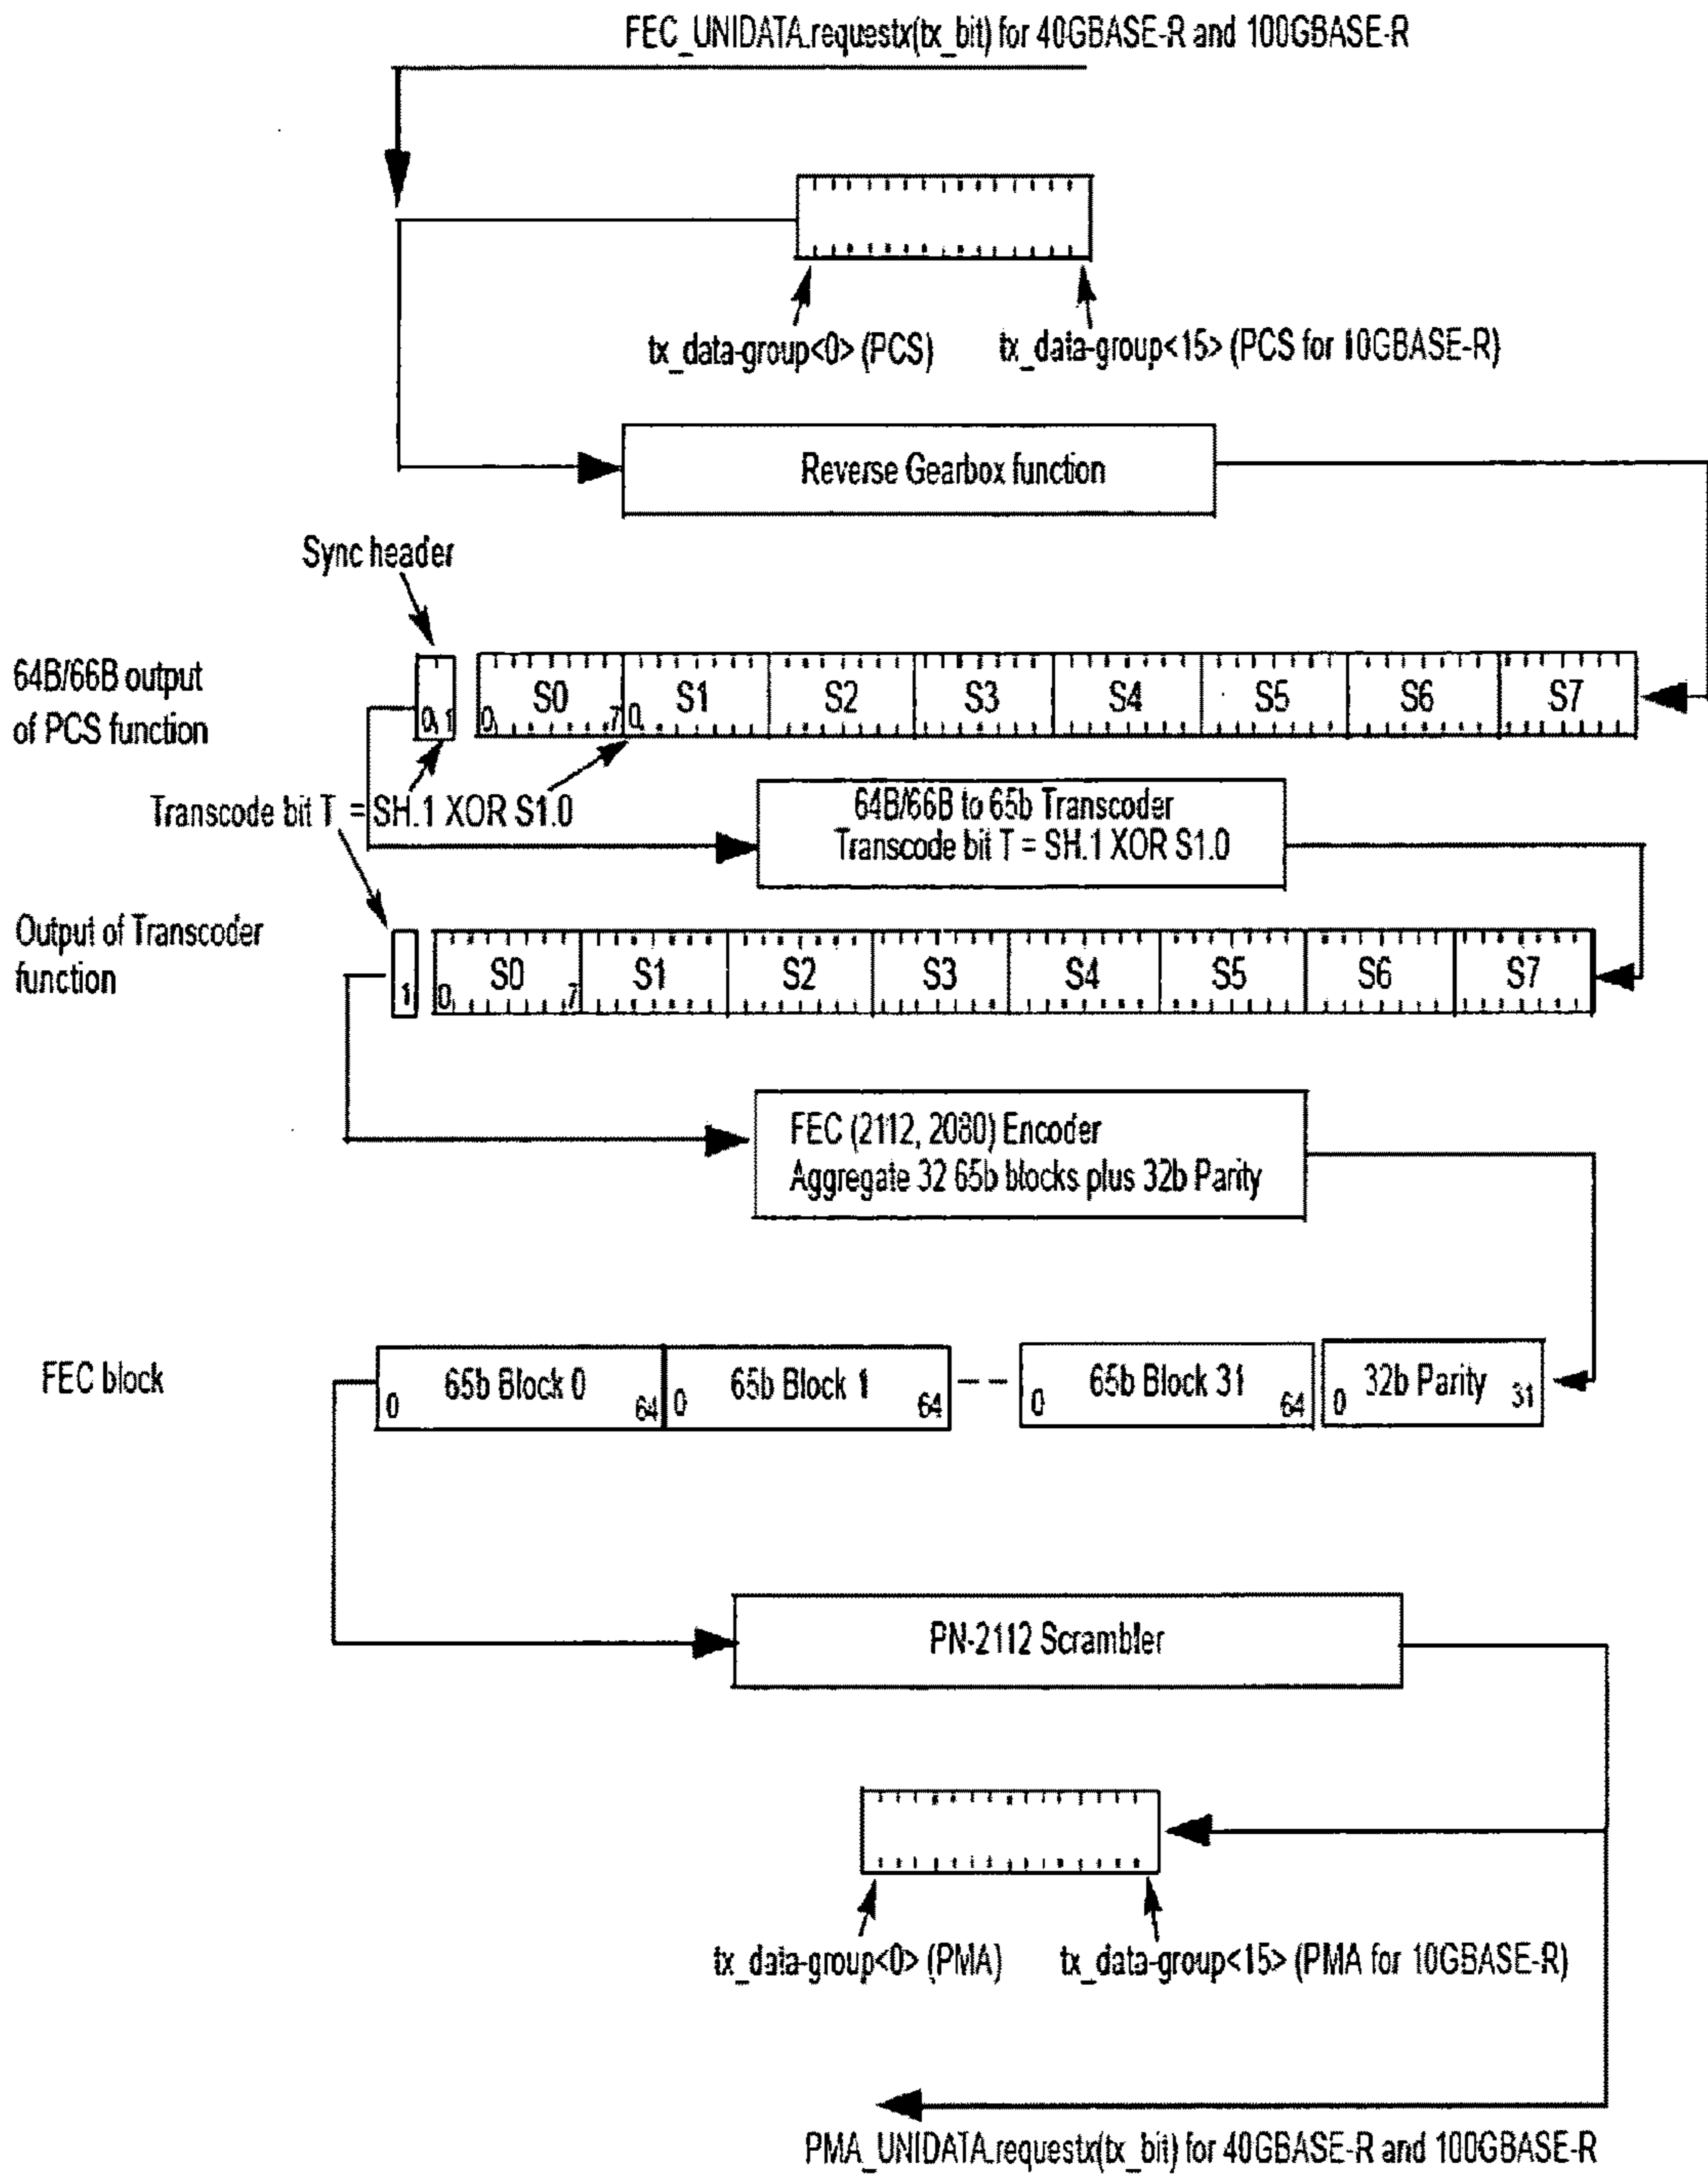 FEC_UNIDATA.requestx(tx_bit) for 40GBASE-R and 100GBASE-R
tx_data-group<0> (PCS)
tx_data-group<15> (PCS for 10GBASE-R)
Reverse Gearbox function
Sync header
64B/66B output
of PCS function
0 1
0 S0 7
0 S1
S2
S3
S4
S5
S6
S7
Transcode bit T = SH.1 XOR S1.0
64B/66B to 65b Transcoder
Transcode bit T = SH.1 XOR S1.0
Output of Transcoder
function
1
0 S0 7
S1
S2
S3
S4
S5
S6
S7
FEC (2112, 2080) Encoder
Aggregate 32 65b blocks plus 32b Parity
FEC block
0 65b Block 0 64
0 65b Block 1 64
0 65b Block 31 64
0 32b Parity 31
PN-2112 Scrambler
tx_data-group<0> (PMA)
tx_data-group<15> (PMA for 10GBASE-R)
PMA_UNIDATA.requestx(tx_bit) for 40GBASE-R and 100GBASE-R